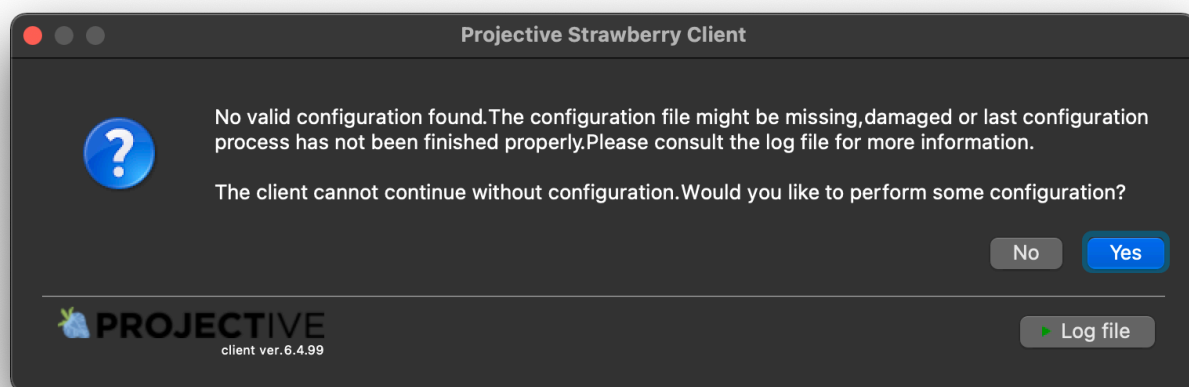 Projective Strawberry Client
No valid configuration found.The configuration file might be missing,damaged or last configuration
process has not been finished properly.Please consult the log file for more information.
The client cannot continue without configuration.Would you like to perform some configuration?
No
Yes
PROJECTIVE
client ver.6.4.99
Log file